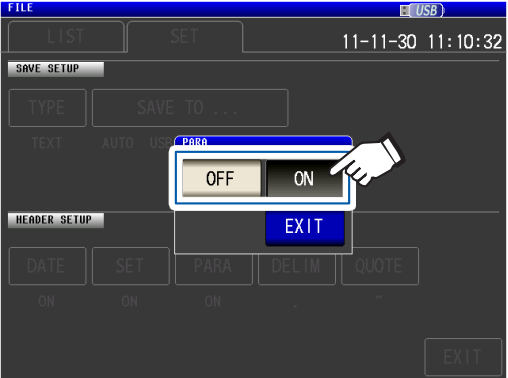 FILE
USB
LIST SET 11-11-30 11:10:32
SAVE SETUP
TYPE SAVE TO ...
TEXT AUTO USB
PARA
OFF ON
EXIT
HEADER SETUP
DATE SET PARA DELIM QUOTE
ON ON ON . "
EXIT